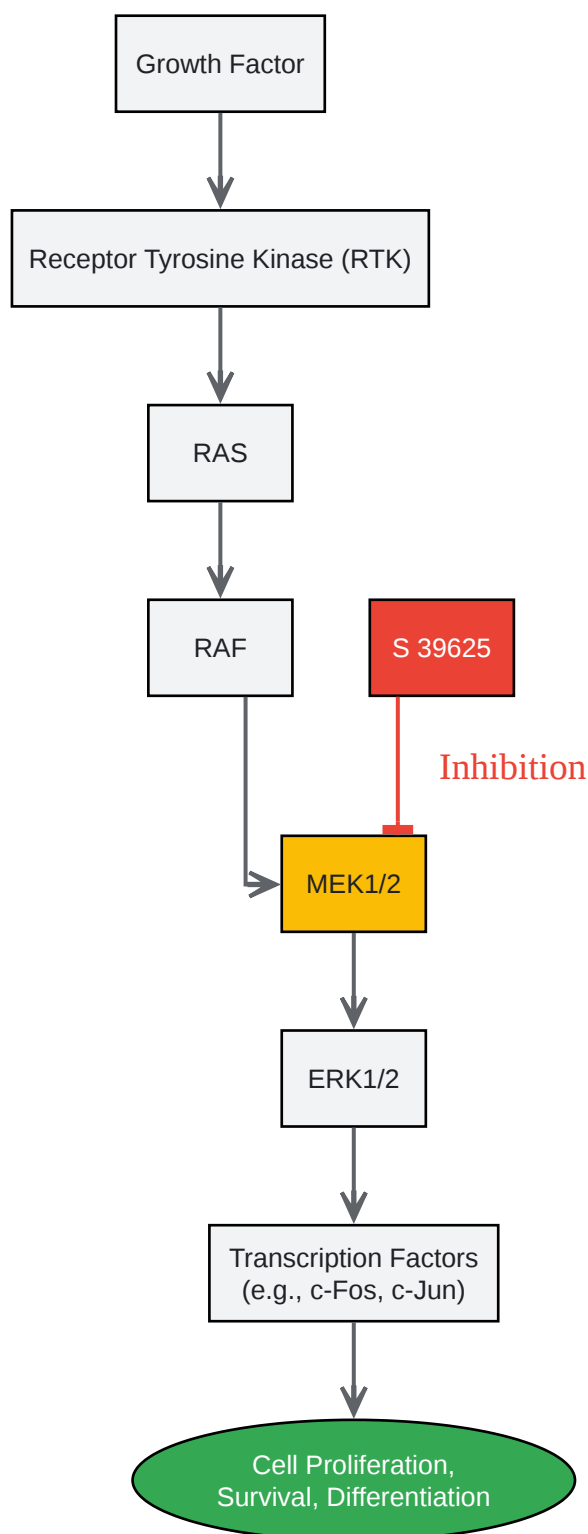 Growth Factor
Receptor Tyrosine Kinase (RTK)
RAS
RAF
S 39625
Inhibition
MEK1/2
ERK1/2
Transcription Factors
(e.g., c-Fos, c-Jun)
Cell Proliferation,
Survival, Differentiation